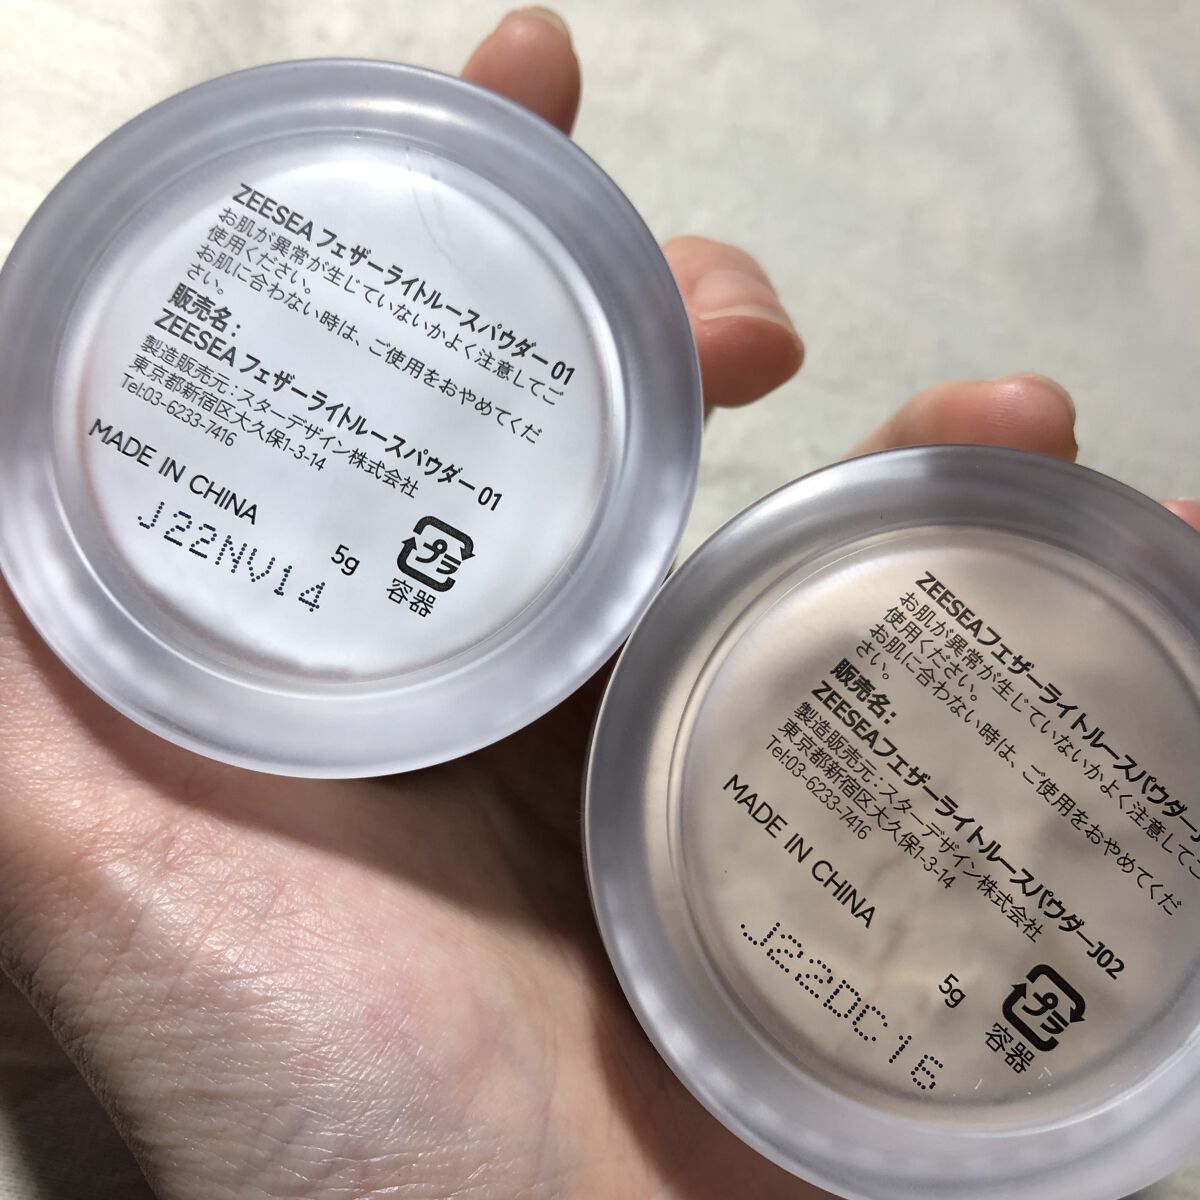 ZEESEA フェザーライトルースパウダー 01
お肌が異常が生じていないかよく注意してご
使用ください。
お肌に合わない時は、ご使用をおやめてくだ
さい。
販売名：
ZEESEA フェザーライトルースパウダー 01
製造販売元：スターデザイン株式会社
東京都新宿区大久保1-3-14
Tel:03-6233-7416
MADE IN CHINA
5g
プラ
容器
J22NV14
ZEESEAフェザーライトルースパウダーJ
お肌が異常が生じていないかよく注意してご
使用ください。
お肌に合わない時は、ご使用をおやめてくだ
さい。
販売名：
ZEESEAフェザーライトルースパウダーJ02
製造販売元：スターデザイン株式会社
東京都新宿区大久保1-3-14
Tel:03-6233-7416
MADE IN CHINA
5g
プラ
容器
J22DC16